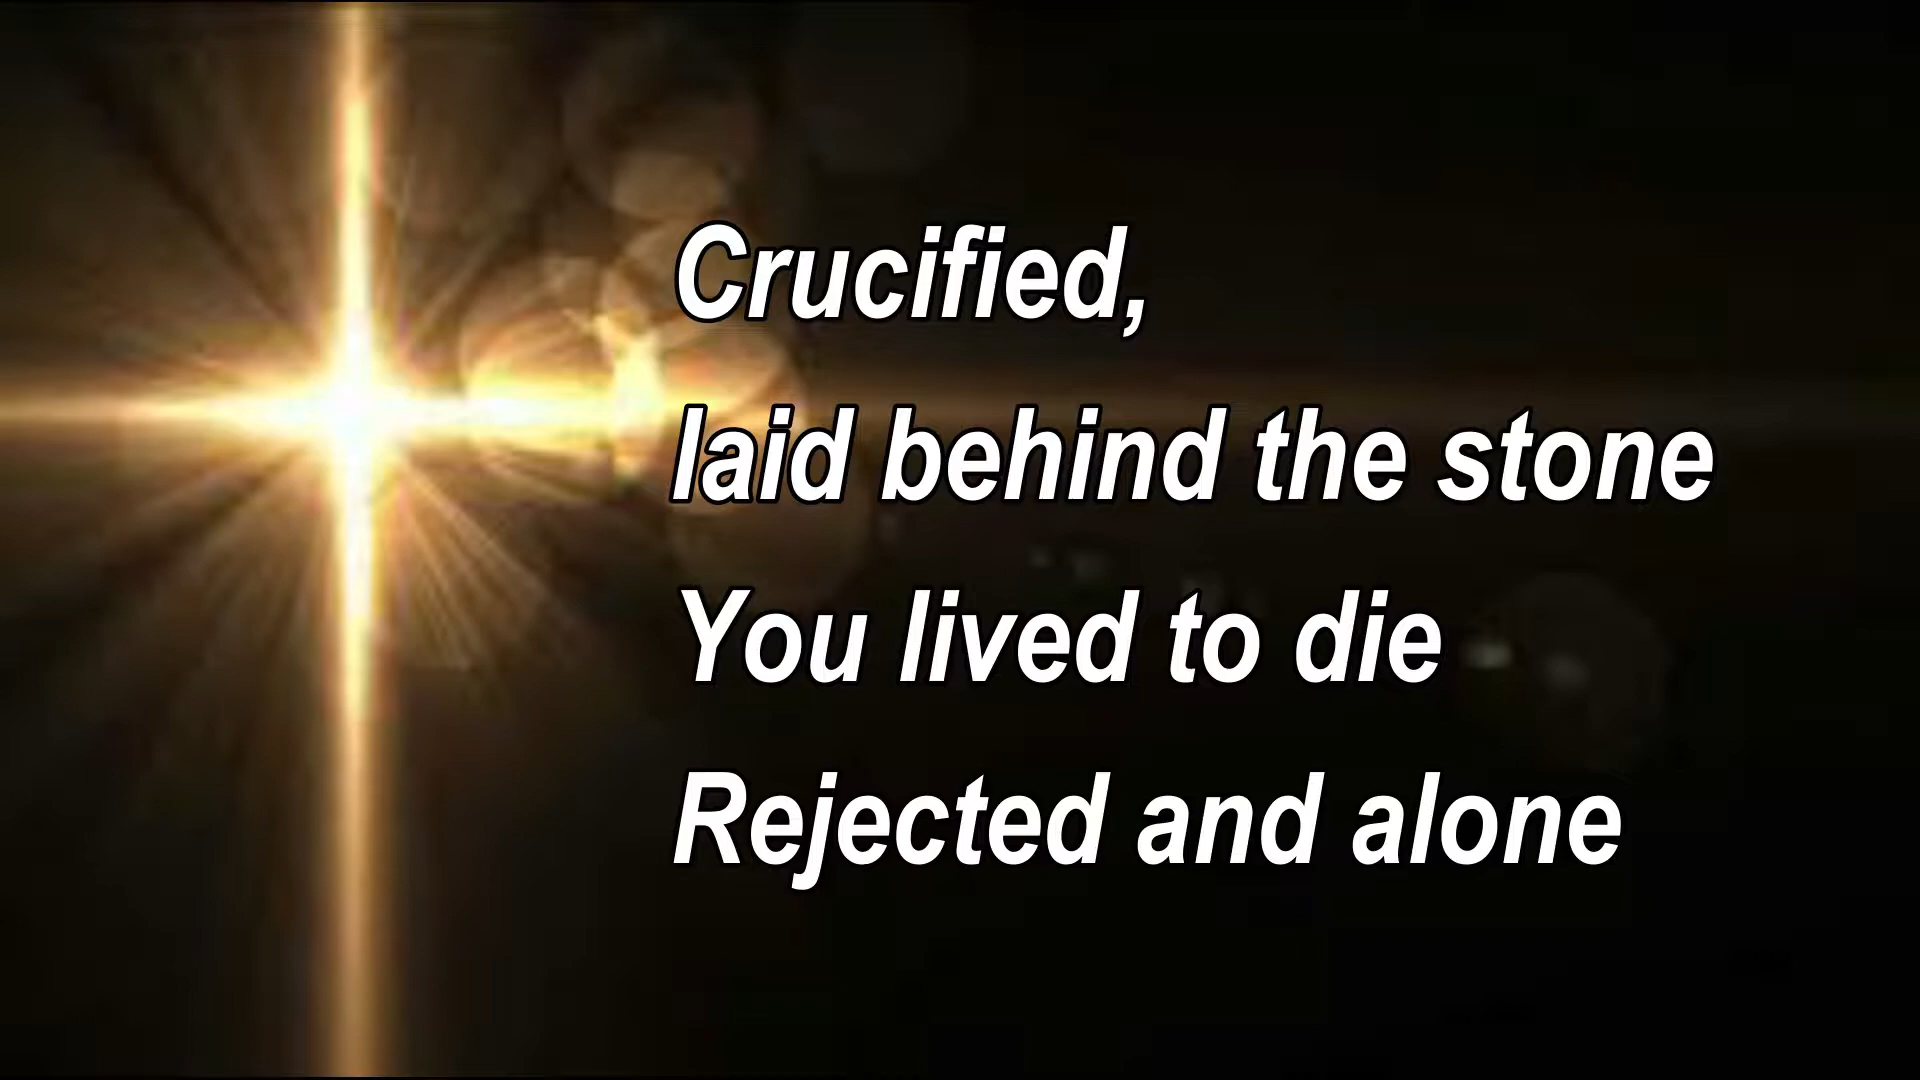 Crucified,
laid behind the stone
You lived to die
Rejected and alone